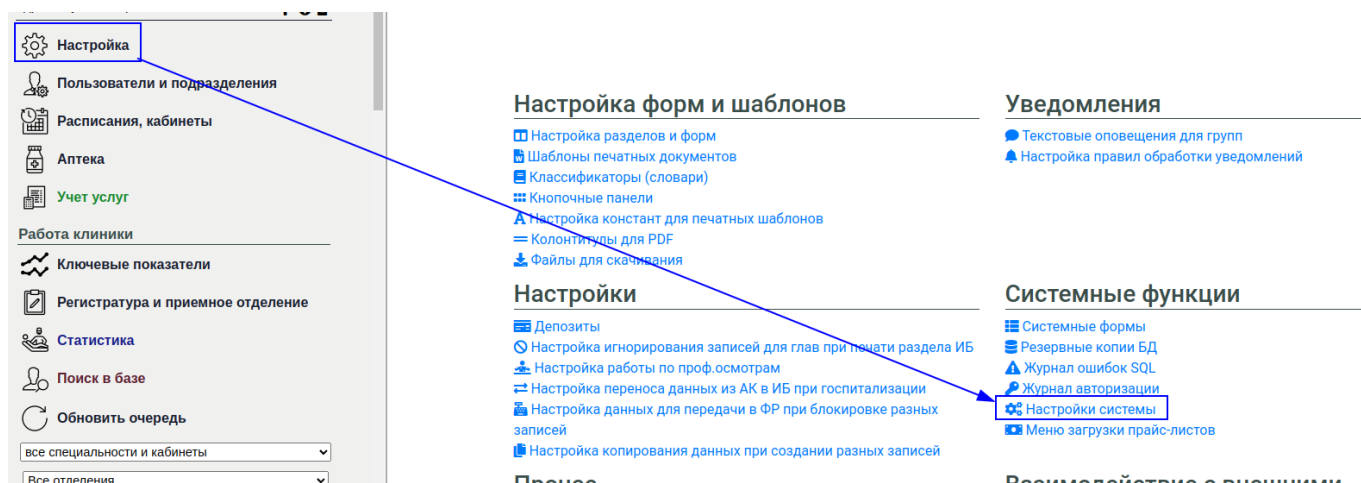 Настройка
Пользователи и подразделения
Расписания, кабинеты
Аптека
Учет услуг
Работа клиники
Ключевые показатели
Регистратура и приемное отделение
Статистика
Поиск в базе
Обновить очередь
все специальности и кабинеты
Все отделения
Настройка форм и шаблонов
Настройка разделов и форм
Шаблоны печатных документов
Классификаторы (словари)
Кнопочные панели
Настройка констант для печатных шаблонов
Колонтитулы для PDF
Файлы для скачивания
Настройки
Депозиты
Настройка игнорирования записей для глав при печати раздела ИБ
Настройка работы по проф.осмотрам
Настройка переноса данных из АК в ИБ при госпитализации
Настройка данных для передачи в ФР при блокировке разных
записей
Настройка копирования данных при создании разных записей
Прочее
Уведомления
Текстовые оповещения для групп
Настройка правил обработки уведомлений
Системные функции
Системные формы
Резервные копии БД
Журнал ошибок SQL
Журнал авторизации
Настройки системы
Меню загрузки прайс-листов
Взаимодействие с внешними